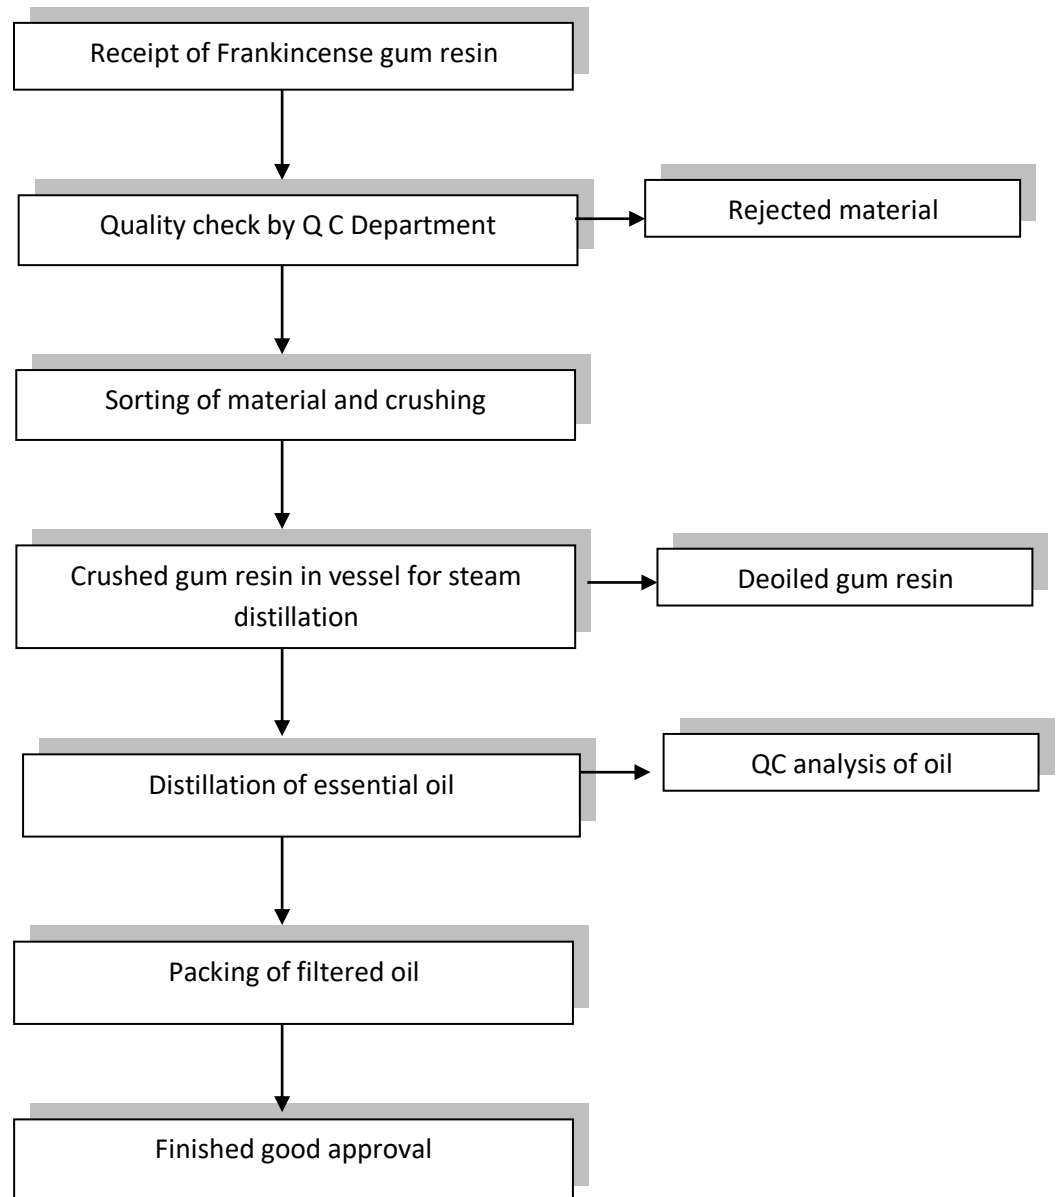 Receipt of Frankincense gum resin
Quality check by Q C Department
Rejected material
Sorting of material and crushing
Crushed gum resin in vessel for steam
distillation
Deoiled gum resin
Distillation of essential oil
QC analysis of oil
Packing of filtered oil
Finished good approval